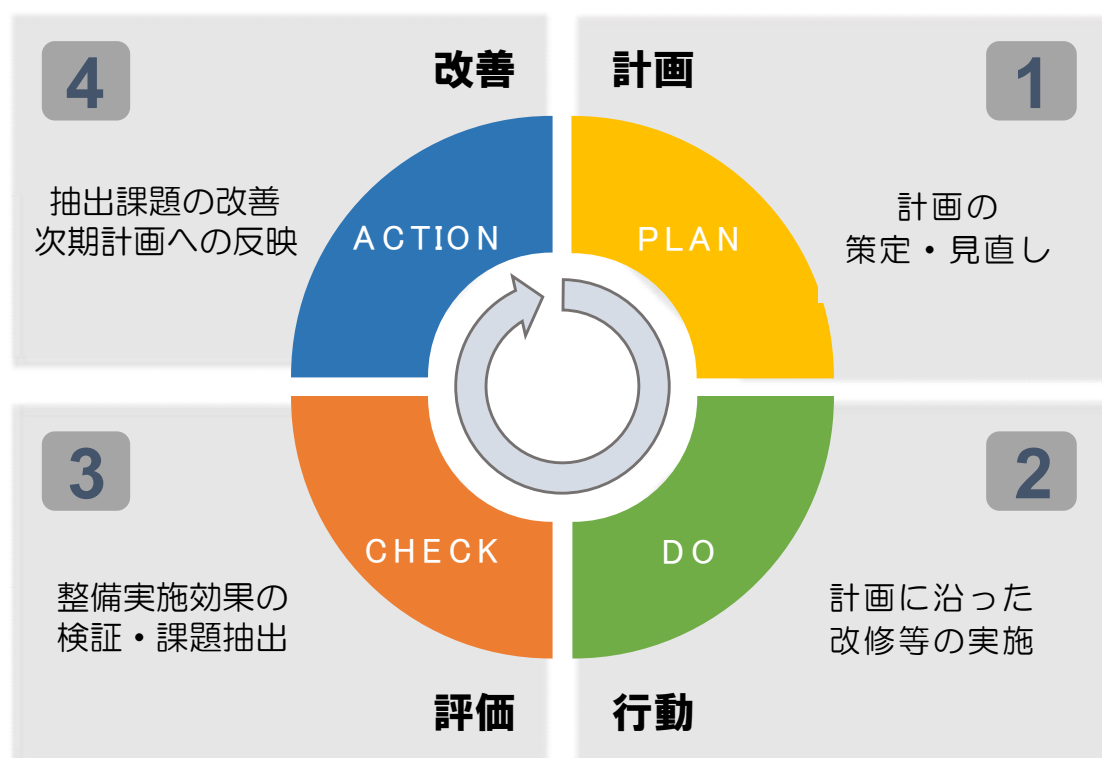 改善
4
抽出課題の改善
次期計画への反映
ACTION
計画
1
PLAN
計画の
策定・見直し
3
CHECK
整備実施効果の
検証・課題抽出
評価
2
DO
計画に沿った
改修等の実施
行動